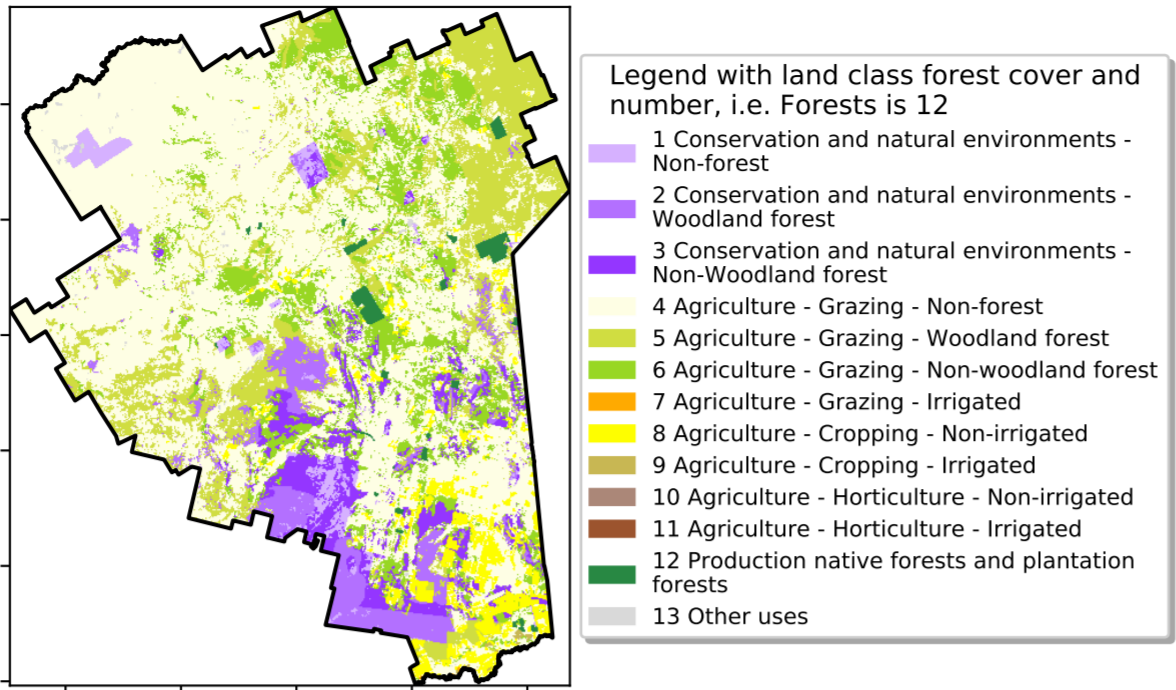 Legend with land class forest cover and
number, i.e. Forests is 12
1 Conservation and natural environments -
Non-forest
2 Conservation and natural environments -
Woodland forest
3 Conservation and natural environments -
Non-Woodland forest
4 Agriculture - Grazing - Non-forest
5 Agriculture - Grazing - Woodland forest
6 Agriculture - Grazing - Non-woodland forest
7 Agriculture - Grazing - Irrigated
8 Agriculture - Cropping - Non-irrigated
9 Agriculture - Cropping - Irrigated
10 Agriculture - Horticulture - Non-irrigated
11 Agriculture - Horticulture - Irrigated
12 Production native forests and plantation
forests
13 Other uses